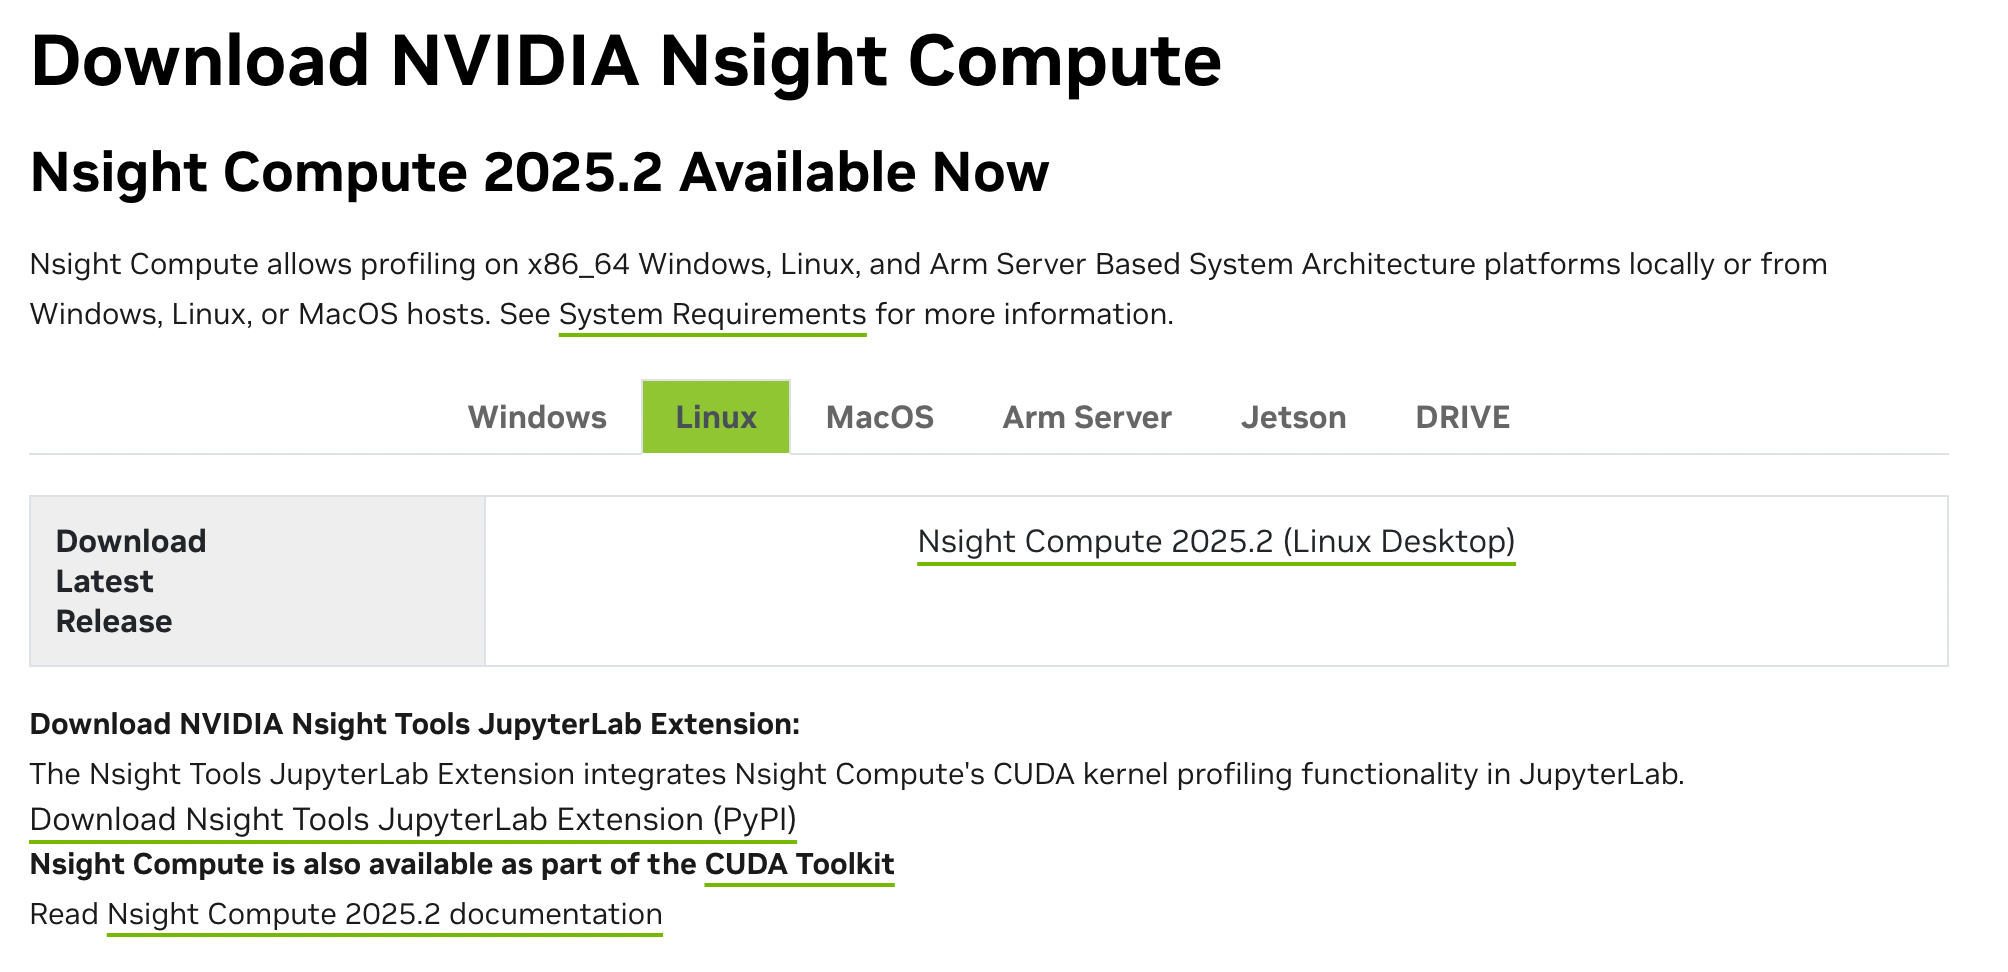 Download NVIDIA Nsight Compute
Nsight Compute 2025.2 Available Now
Nsight Compute allows profiling on x86_64 Windows, Linux, and Arm Server Based System Architecture platforms locally or from
Windows, Linux, or MacOS hosts. See System Requirements for more information.
Windows Linux MacOS Arm Server Jetson DRIVE
Download
Latest
Release
Nsight Compute 2025.2 (Linux Desktop)
Download NVIDIA Nsight Tools JupyterLab Extension:
The Nsight Tools JupyterLab Extension integrates Nsight Compute's CUDA kernel profiling functionality in JupyterLab.
Download Nsight Tools JupyterLab Extension (PyPI)
Nsight Compute is also available as part of the CUDA Toolkit
Read Nsight Compute 2025.2 documentation